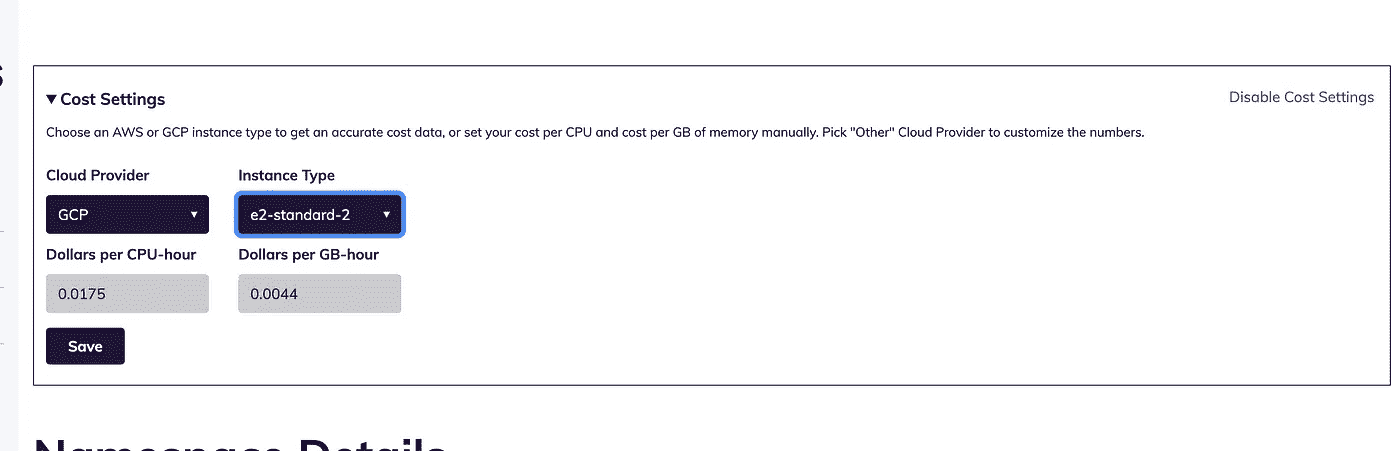 Cost Settings
Disable Cost Settings
Choose an AWS or GCP instance type to get an accurate cost data, or set your cost per CPU and cost per GB of memory manually. Pick "Other" Cloud Provider to customize the numbers.
Cloud Provider Instance Type
GCP e2-standard-2
Dollars per CPU-hour Dollars per GB-hour
0.0175 0.0044
Save
Namespace Details